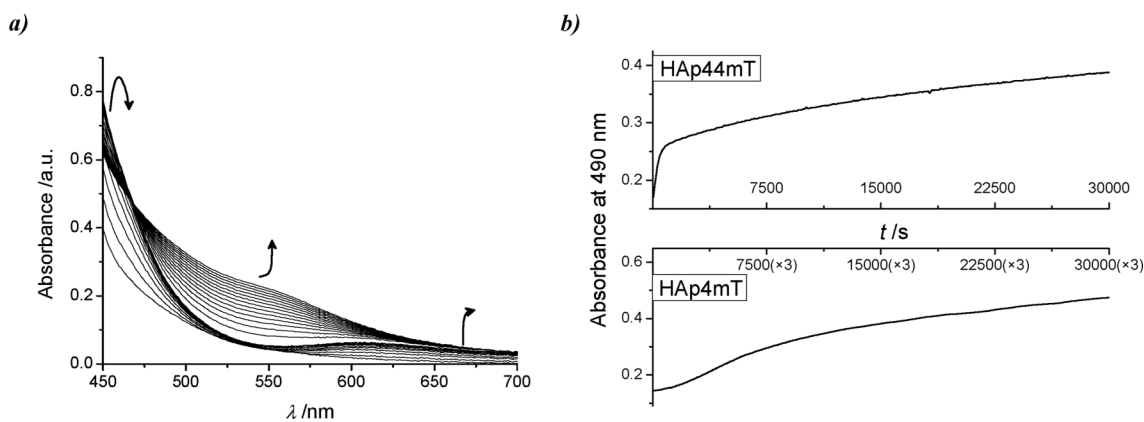 a)
Absorbance /a.u.
0.8
0.6
0.4
0.2
0.0
450 500 550 600 650 700
λ /nm
b)
Absorbance at 490 nm
HAp44mT
0.4
0.3
0.2
7500 15000 22500 30000
t /s
7500(×3) 15000(×3) 22500(×3) 30000(×3)
HAp4mT
0.6
0.4
0.2